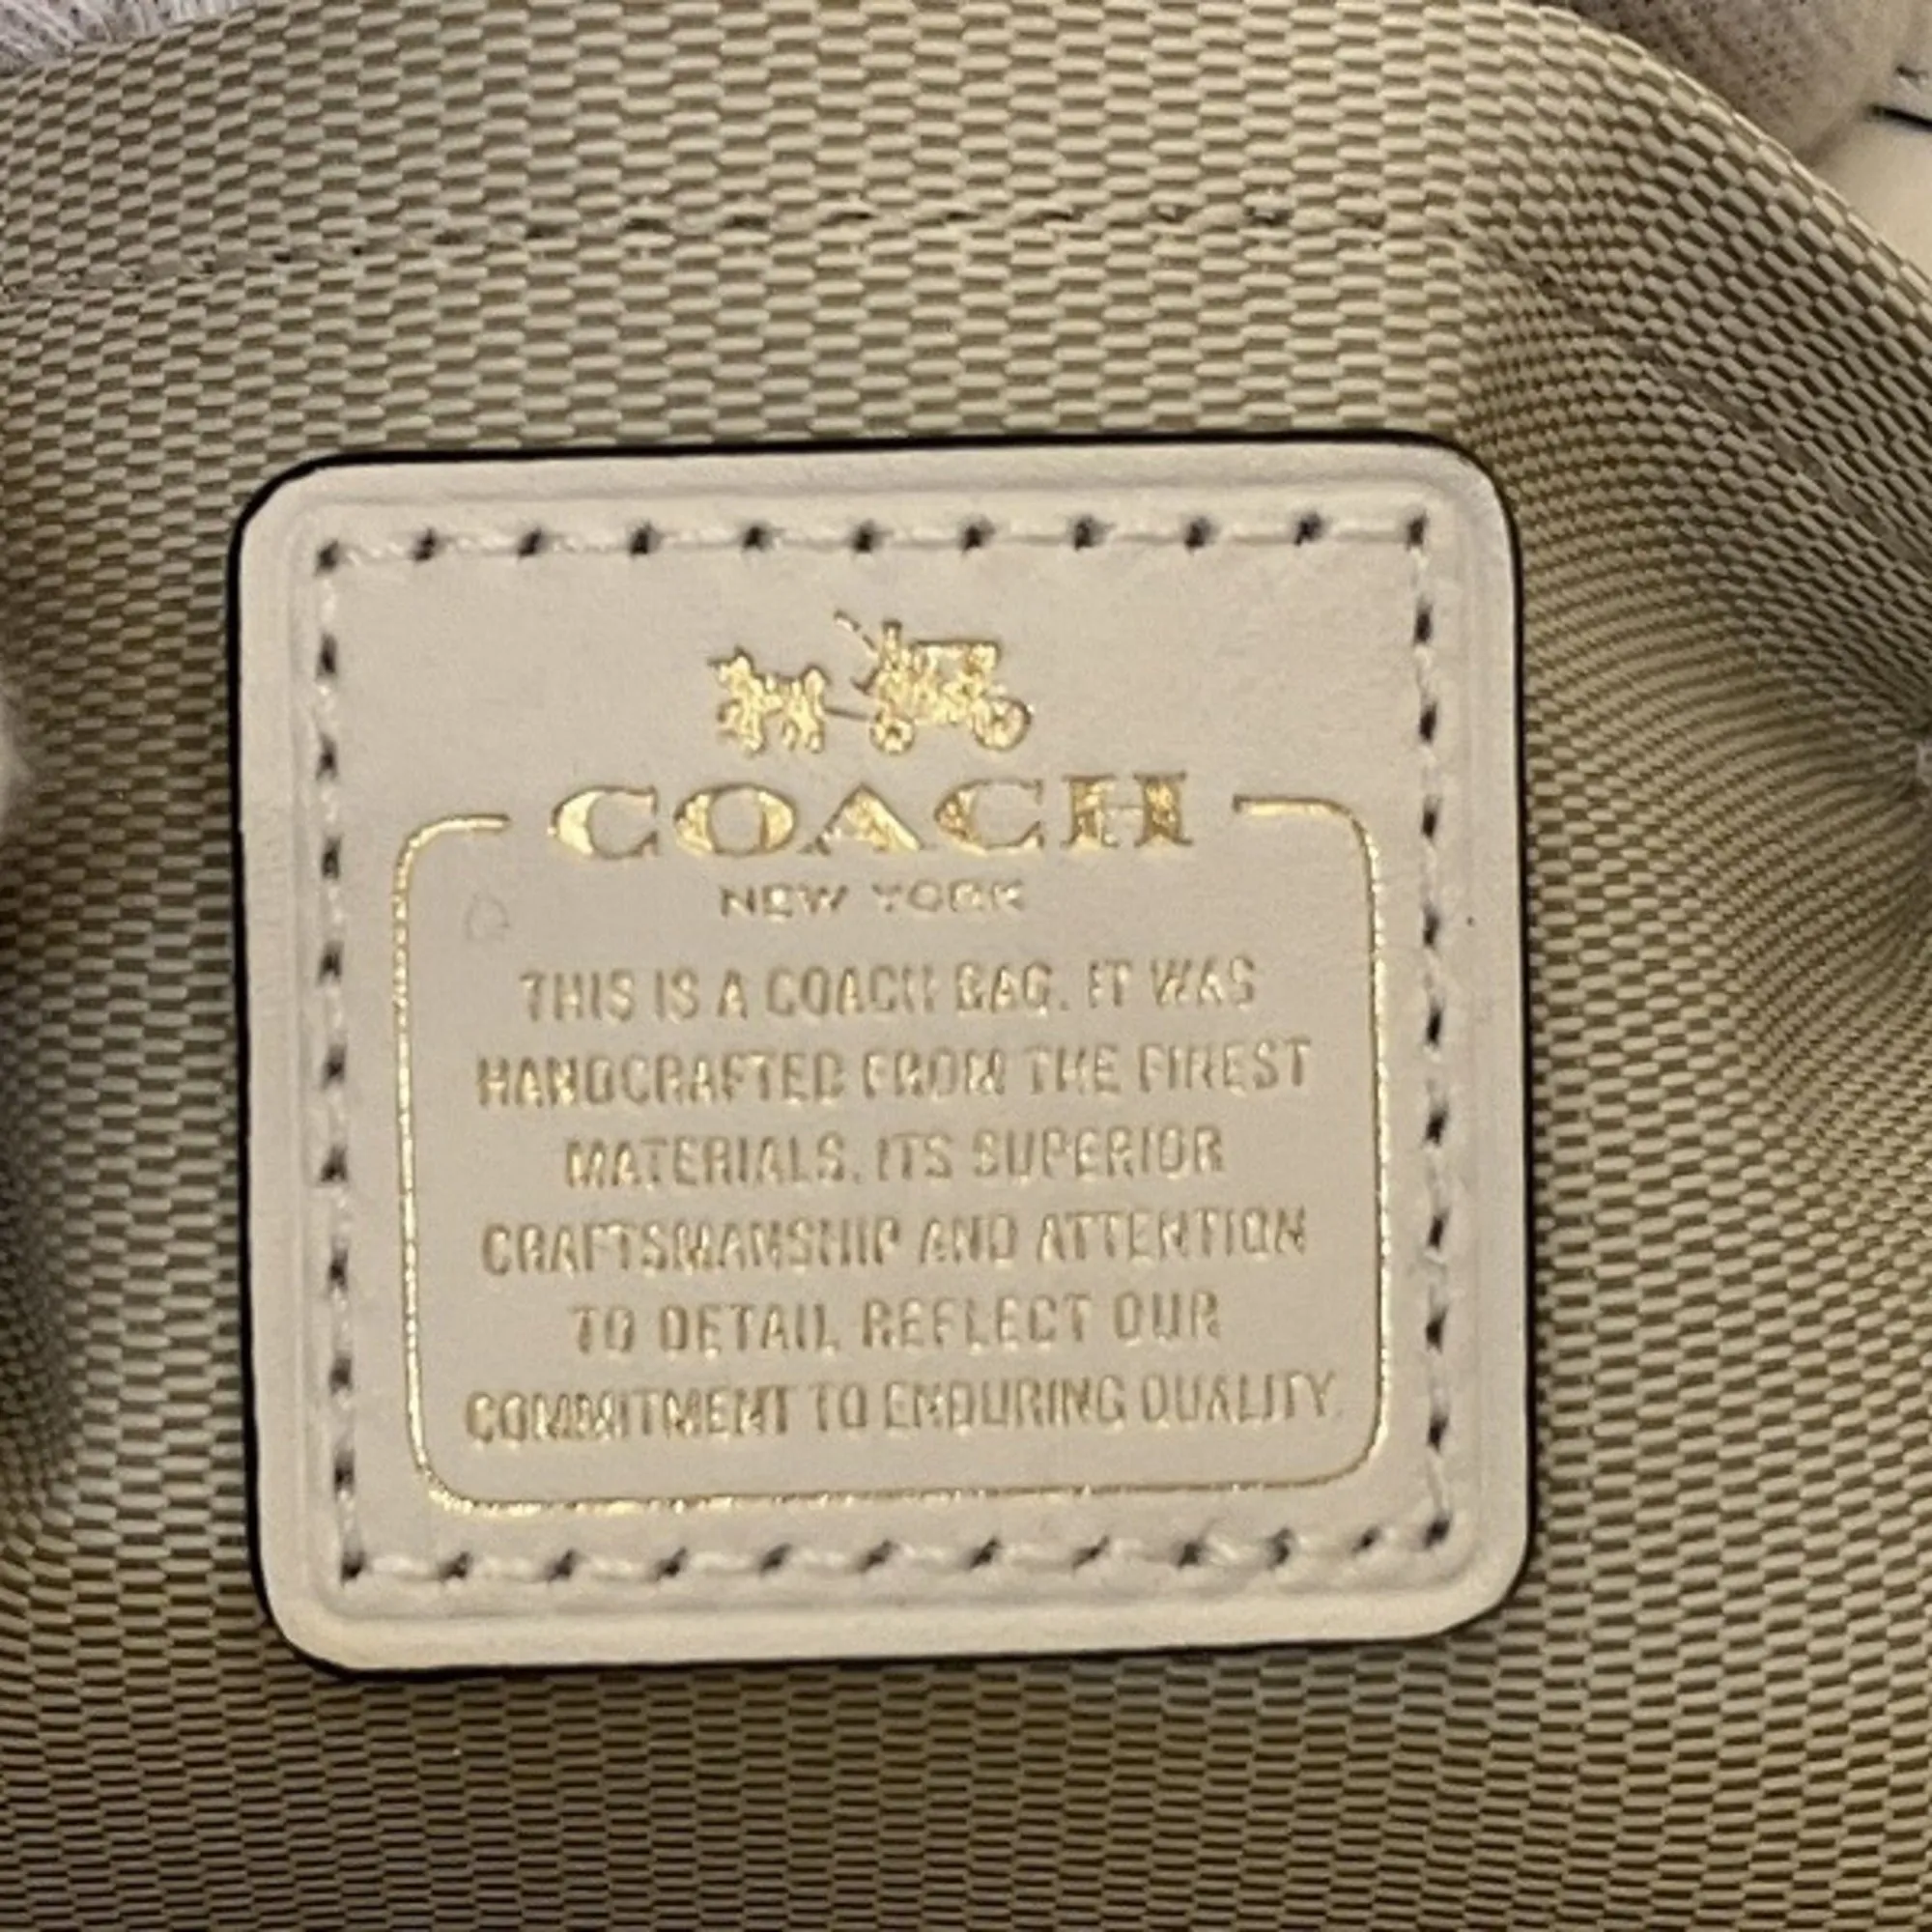 COACH
NEW YORK
THIS IS A COACH BAG. IT WAS
HANDCRAFTED FROM THE FINEST
MATERIALS. ITS SUPERIOR
CRAFTSMANSHIP AND ATTENTION
TO DETAIL REFLECT OUR
COMMITMENT TO ENDURING QUALITY.